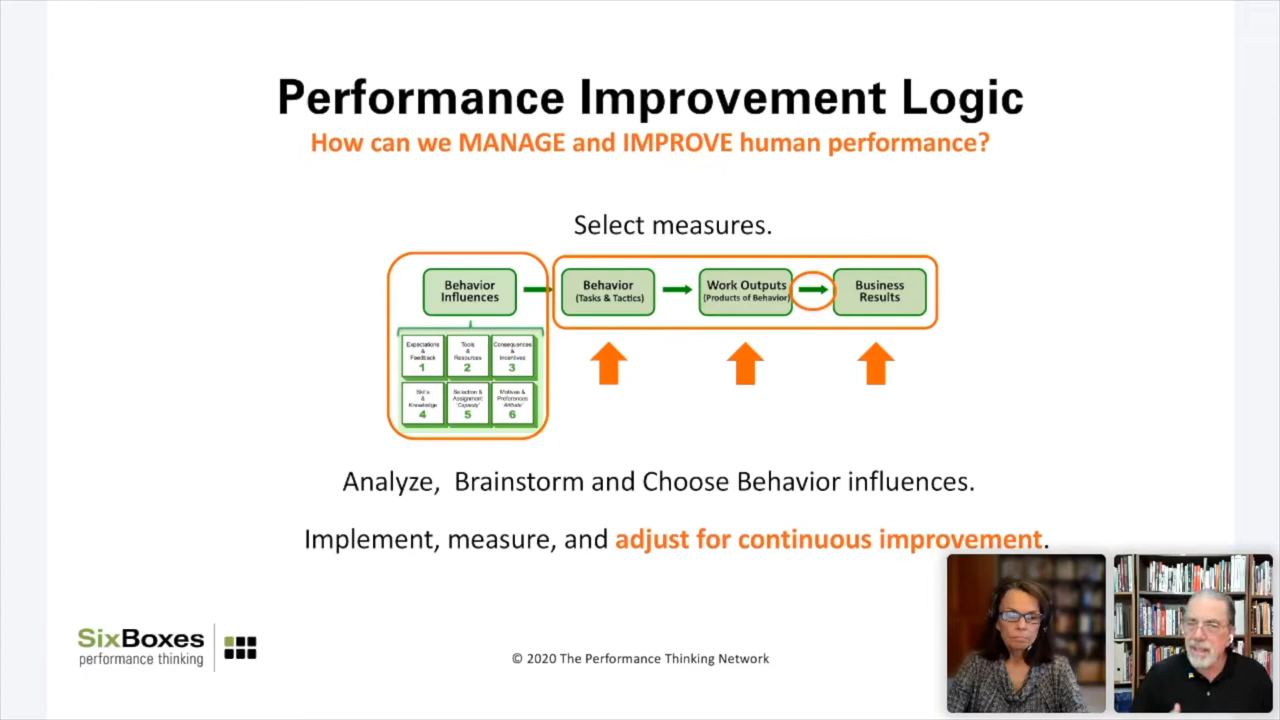 Performance Improvement Logic
How can we MANAGE and IMPROVE human performance?
Select measures.
Behavior
Influences
Behavior
(Tasks & Tactics)
Work Outputs
(Products of Behavior)
Business
Results
Expectations
&
Feedback
1
Tools
&
Resources
2
Consequences
&
Incentives
3
Skills
&
Knowledge
4
Selection &
Assignment
"Capacity"
5
Motives &
Preferences
"Attitude"
6
Analyze,  Brainstorm and Choose Behavior influences.
Implement, measure, and adjust for continuous improvement.
SixBoxes
performance thinking
© 2020 The Performance Thinking Network